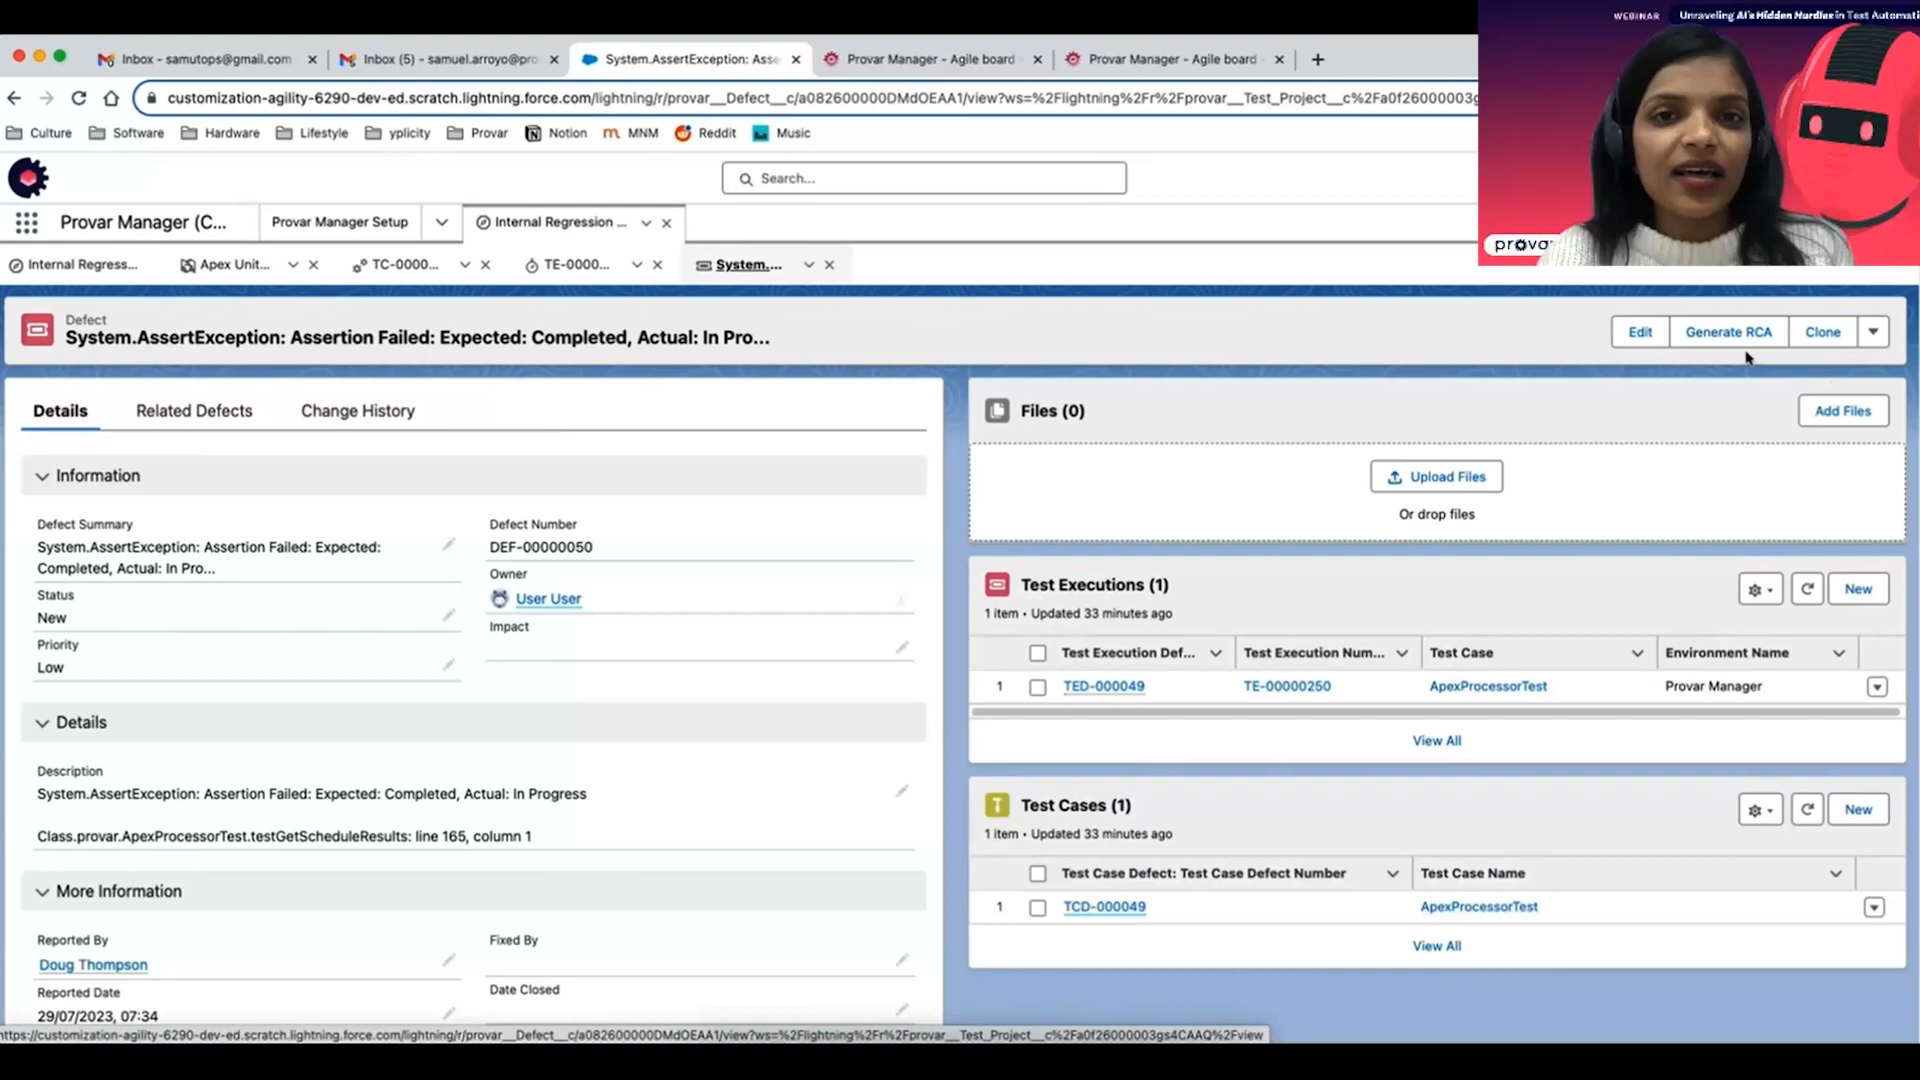 WEBINAR Unraveling AI's Hidden Hurdles in Test Automati
Inbox - samutops@gmail.com
Inbox (5) - samuel.arroyo@pro
System.AssertException: Asse
Provar Manager - Agile board
Provar Manager - Agile board
customization-agility-6290-dev-ed.scratch.lightning.force.com/lightning/r/provar__Defect__c/a082600000DMdOEAA1/view?ws=%2Flightning%2Fr%2Fprovar__Test_Project__c%2Fa0f26000003g
Culture Software Hardware Lifestyle yplicity Provar Notion MNM Reddit Music
provar
Search...
Provar Manager (C...
Provar Manager Setup
Internal Regression ...
Internal Regress...
Apex Unit...
TC-0000...
TE-0000...
System....
Defect
System.AssertException: Assertion Failed: Expected: Completed, Actual: In Pro...
Edit
Generate RCA
Clone
Details
Related Defects
Change History
Information
Defect Summary
System.AssertException: Assertion Failed: Expected:
Completed, Actual: In Pro...
Status
New
Priority
Low
Defect Number
DEF-00000050
Owner
User User
Impact
Details
Description
System.AssertException: Assertion Failed: Expected: Completed, Actual: In Progress
Class.provar.ApexProcessorTest.testGetScheduleResults: line 165, column 1
More Information
Reported By
Doug Thompson
Reported Date
29/07/2023, 07:34
Fixed By
Date Closed
Files (0)
Add Files
Upload Files
Or drop files
Test Executions (1)
1 item • Updated 33 minutes ago
New
Test Execution Def... Test Execution Num... Test Case Environment Name
1 TED-000049 TE-00000250 ApexProcessorTest Provar Manager
View All
Test Cases (1)
1 item • Updated 33 minutes ago
New
Test Case Defect: Test Case Defect Number Test Case Name
1 TCD-000049 ApexProcessorTest
View All
https://customization-agility-6290-dev-ed.scratch.lightning.force.com/lightning/r/provar__Defect__c/a082600000DMdOEAA1/view?ws=%2Flightning%2Fr%2Fprovar__Test_Project__c%2Fa0f26000003gs4CAAQ%2Fview